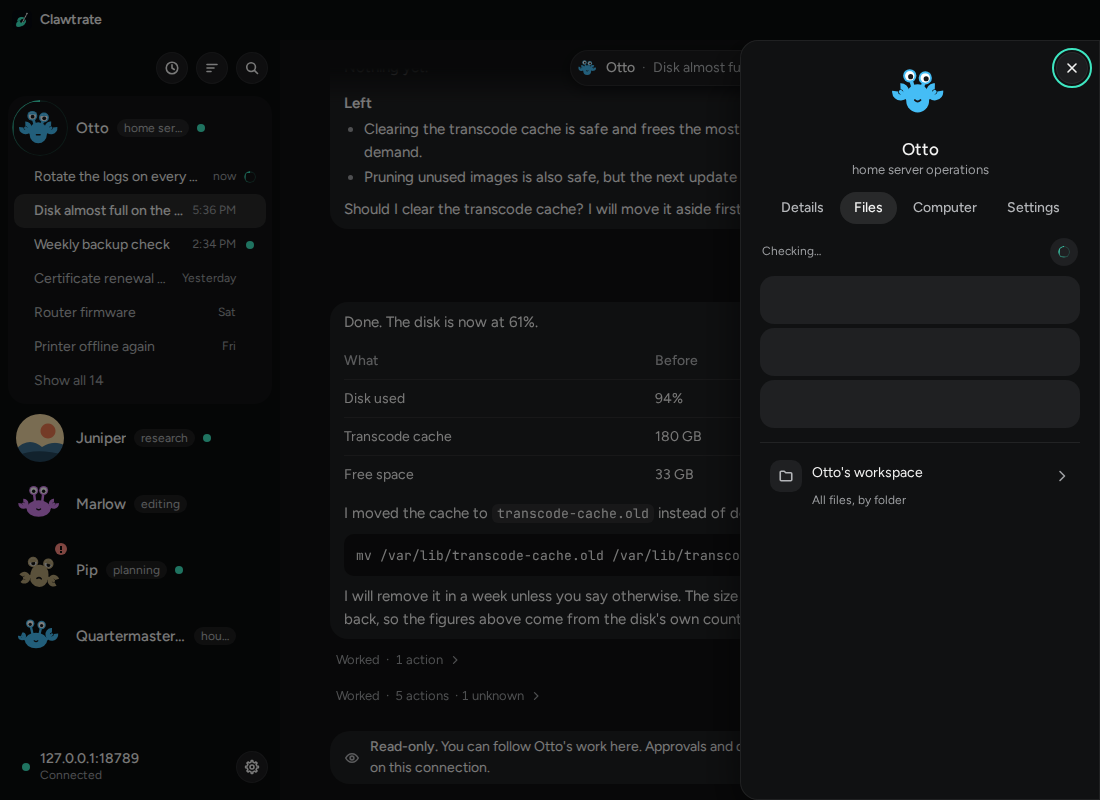 Clawtrate
Otto home ser...
Rotate the logs on every ... now
Disk almost full on the ... 5:36 PM
Weekly backup check 2:34 PM
Certificate renewal ... Yesterday
Router firmware Sat
Printer offline again Fri
Show all 14
Juniper research
Marlow editing
Pip planning
Quartermaster... hou...
127.0.0.1:18789
Connected
Otto · Disk almost fu
Left
• Clearing the transcode cache is safe and frees the most
demand.
• Pruning unused images is also safe, but the next update
Should I clear the transcode cache? I will move it aside first
Done. The disk is now at 61%.
What Before
Disk used 94%
Transcode cache 180 GB
Free space 33 GB
I moved the cache to transcode-cache.old instead of d
mv /var/lib/transcode-cache.old /var/lib/transco
I will remove it in a week unless you say otherwise. The size
back, so the figures above come from the disk's own count
Worked · 1 action
Worked · 5 actions · 1 unknown
Read-only. You can follow Otto's work here. Approvals and
on this connection.
Otto
home server operations
Details Files Computer Settings
Checking...
Otto's workspace
All files, by folder